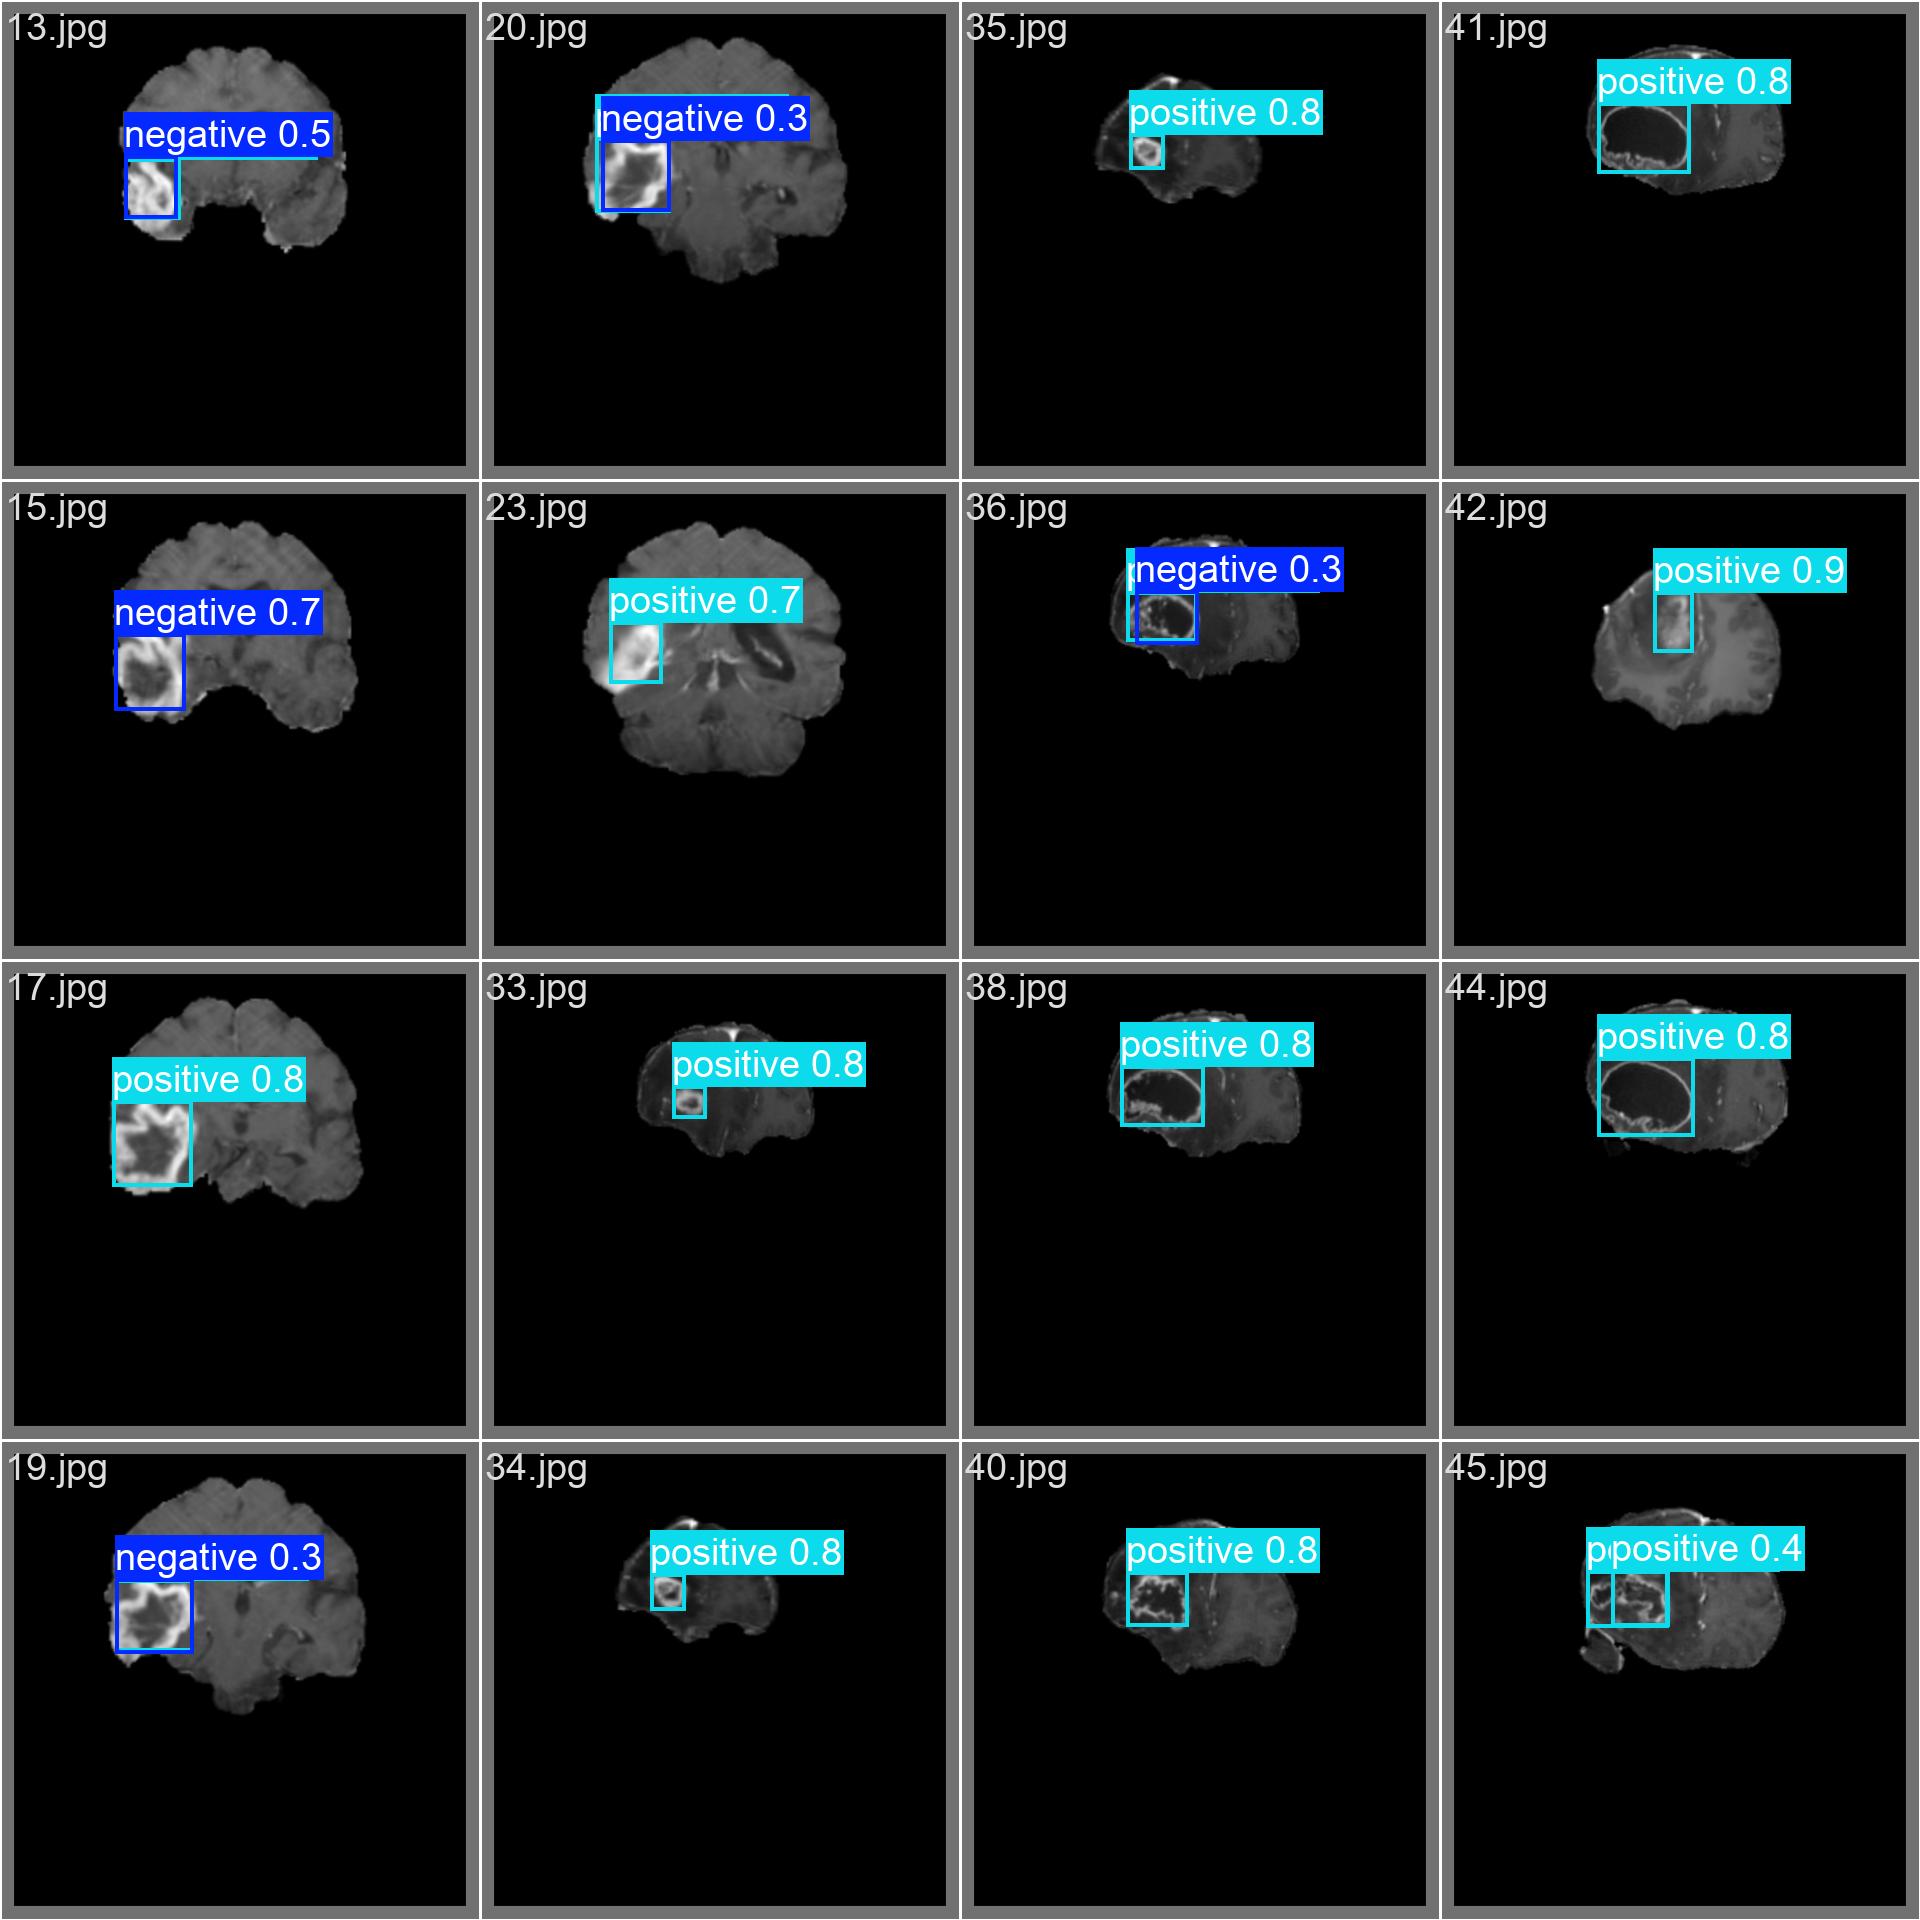 13.jpg
negative 0.5
20.jpg
negative 0.3
35.jpg
positive 0.8
41.jpg
positive 0.8
15.jpg
negative 0.7
23.jpg
positive 0.7
36.jpg
negative 0.3
42.jpg
positive 0.9
17.jpg
positive 0.8
33.jpg
positive 0.8
38.jpg
positive 0.8
44.jpg
positive 0.8
19.jpg
negative 0.3
34.jpg
positive 0.8
40.jpg
positive 0.8
45.jpg
positive 0.4